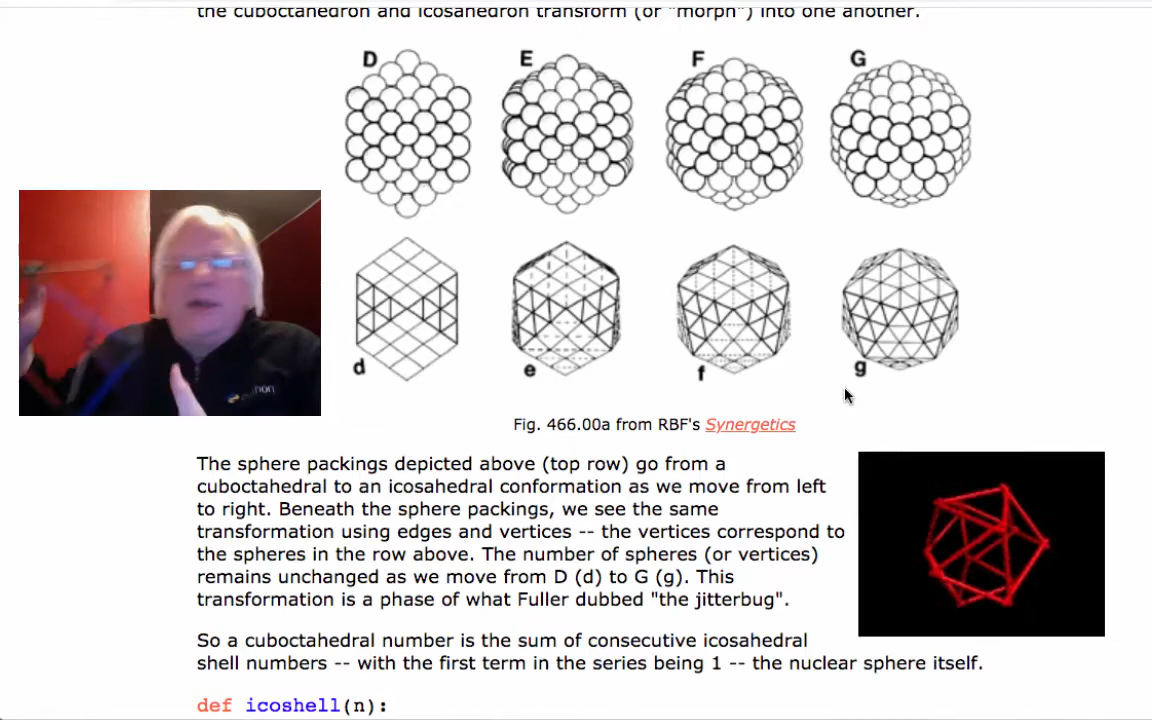 the cuboctahedron and icosahedron transform (or "morph") into one another.
D E F G
d e f g
Fig. 466.00a from RBF's Synergetics
The sphere packings depicted above (top row) go from a
cuboctahedral to an icosahedral conformation as we move from left
to right. Beneath the sphere packings, we see the same
transformation using edges and vertices -- the vertices correspond to
the spheres in the row above. The number of spheres (or vertices)
remains unchanged as we move from D (d) to G (g). This
transformation is a phase of what Fuller dubbed "the jitterbug".
So a cuboctahedral number is the sum of consecutive icosahedral
shell numbers -- with the first term in the series being 1 -- the nuclear sphere itself.
def icoshell(n):